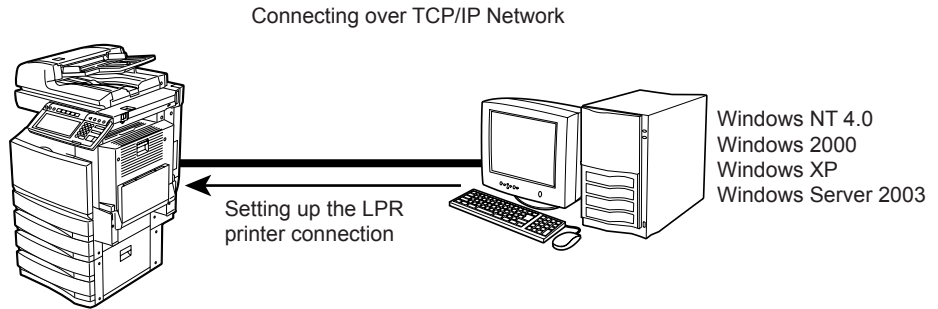 Connecting over TCP/IP Network
Windows NT 4.0
Windows 2000
Windows XP
Windows Server 2003
Setting up the LPR
printer connection